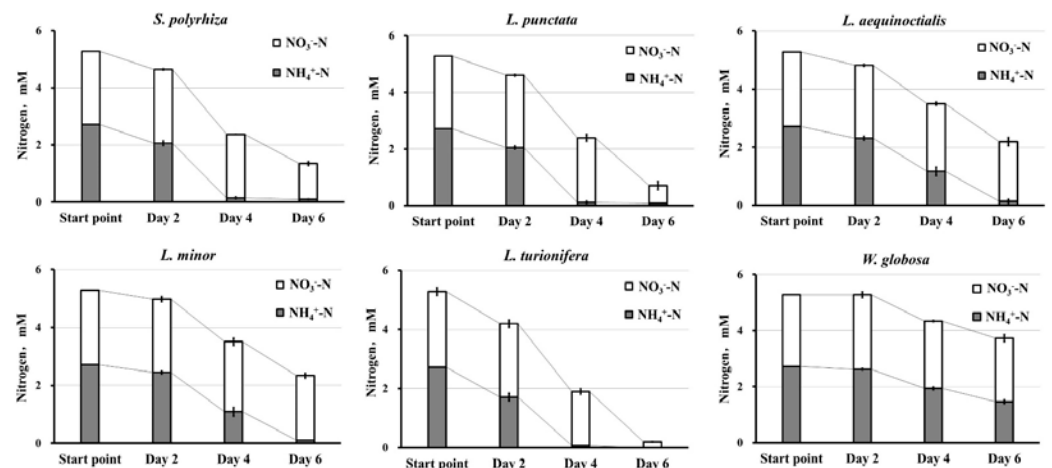 S. polyrhiza
6
4
2
0
Nitrogen, mM
NO₃⁻-N
NH₄⁺-N
Start point Day 2 Day 4 Day 6
L. punctata
6
4
2
0
Nitrogen, mM
NO₃⁻-N
NH₄⁺-N
Start point Day 2 Day 4 Day 6
L. aequinoctialis
6
4
2
0
Nitrogen, mM
NO₃⁻-N
NH₄⁺-N
Start point Day 2 Day 4 Day 6
L. minor
6
4
2
0
Nitrogen, mM
NO₃⁻-N
NH₄⁺-N
Start point Day 2 Day 4 Day 6
L. turionifera
6
4
2
0
Nitrogen, mM
NO₃⁻-N
NH₄⁺-N
Start point Day 2 Day 4 Day 6
W. globosa
6
4
2
0
Nitrogen, mM
NO₃⁻-N
NH₄⁺-N
Start point Day 2 Day 4 Day 6